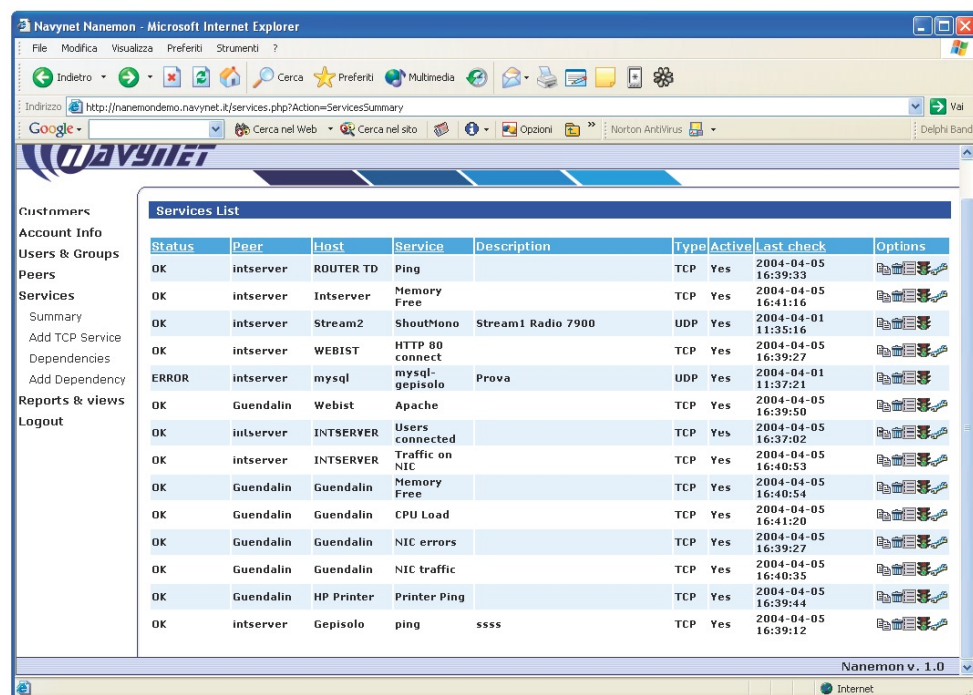 Navynet Nanemon - Microsoft Internet Explorer
File Modifica Visualizza Preferiti Strumenti ?
Indietro Cerca Preferiti Multimedia
Indirizzo http://nanemondemo.navynet.it/services.php?Action=ServicesSummary Vai
Google Cerca nel Web Cerca nel sito Opzioni » Norton AntiVirus Delphi Band
NAVYNET
Customers
Account Info
Users & Groups
Peers
Services
Summary
Add TCP Service
Dependencies
Add Dependency
Reports & views
Logout
Services List
Status Peer Host Service Description Type Active Last check Options
OK intserver ROUTER TD Ping TCP Yes 2004-04-05 16:39:33
OK intserver Intserver Memory Free TCP Yes 2004-04-05 16:41:16
OK intserver Stream2 ShoutMono Stream1 Radio 7900 UDP Yes 2004-04-01 11:35:16
OK intserver WEBIST HTTP 80 connect TCP Yes 2004-04-05 16:39:27
ERROR intserver mysql mysql-gepisolo Prova UDP Yes 2004-04-01 11:37:21
OK Guendalin Webist Apache TCP Yes 2004-04-05 16:39:50
OK intserver INTSERVER Users connected TCP Yes 2004-04-05 16:37:02
OK intserver INTSERVER Traffic on NIC TCP Yes 2004-04-05 16:40:53
OK Guendalin Guendalin Memory Free TCP Yes 2004-04-05 16:40:54
OK Guendalin Guendalin CPU Load TCP Yes 2004-04-05 16:41:20
OK Guendalin Guendalin NIC errors TCP Yes 2004-04-05 16:39:27
OK Guendalin Guendalin NIC traffic TCP Yes 2004-04-05 16:40:35
OK Guendalin HP Printer Printer Ping TCP Yes 2004-04-05 16:39:44
OK intserver Gepisolo ping ssss TCP Yes 2004-04-05 16:39:12
Nanemon v. 1.0
Internet